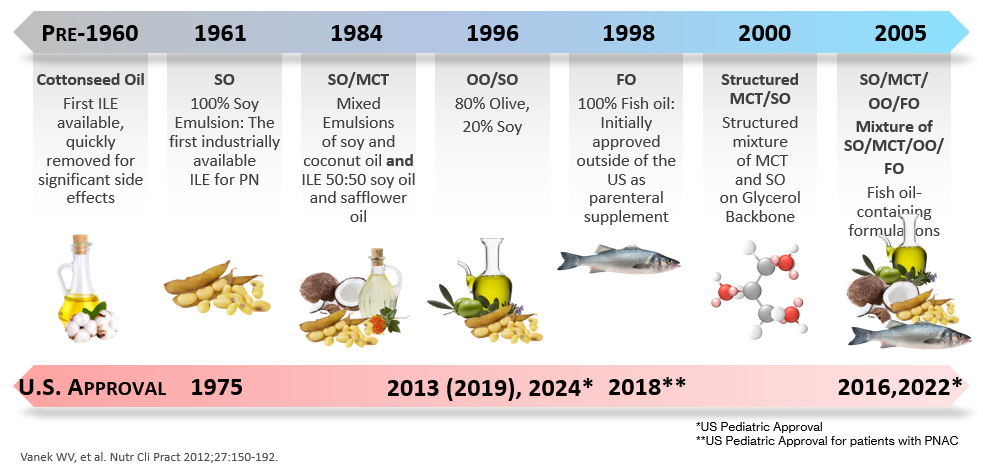 PRE-1960
1961
1984
1996
1998
2000
2005
Cottonseed Oil
First ILE
available,
quickly
removed for
significant side
effects
SO
100% Soy
Emulsion: The
first industrially
available
ILE for PN
SO/MCT
Mixed
Emulsions
of soy and
coconut oil and
ILE 50:50 soy oil
and safflower
oil
OO/SO
80% Olive,
20% Soy
FO
100% Fish oil:
Initially
approved
outside of the
US as
parenteral
supplement
Structured
MCT/SO
Structured
mixture
of MCT
and SO
on Glycerol
Backbone
SO/MCT/
OO/FO
Mixture of
SO/MCT/OO/
FO
Fish oil-
containing
formulations
U.S. APPROVAL
1975
2013 (2019), 2024*
2018**
2016,2022*
*US Pediatric Approval
**US Pediatric Approval for patients with PNAC
Vanek WV, et al. Nutr Cli Pract 2012;27:150-192.